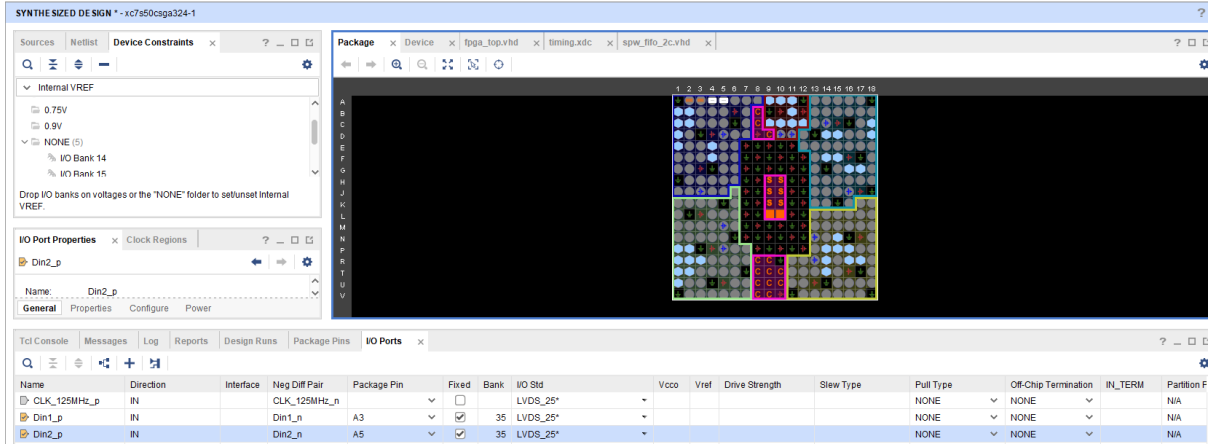 SYNTHESIZED DESIGN * - xc7s50csga324-1 ?
Sources Netlist Device Constraints × ? _
Internal VREF
0.75V
0.9V
NONE (5)
I/O Bank 14
I/O Bank 15
Drop I/O banks on voltages or the "NONE" folder to set/unset Internal
VREF.
I/O Port Properties × Clock Regions ? _
Din2_p
Name: Din2_p
General Properties Configure Power
Package × Device × fpga_top.vhd × timing.xdc × spw_fifo_2c.vhd × ?
1 2 3 4 5 6 7 8 9 10 11 12 13 14 15 16 17 18
A
B
C
D
E
F
G
H
J
K
L
M
N
P
R
T
U
V
Tcl Console Messages Log Reports Design Runs Package Pins I/O Ports × ? _
Name Direction Interface Neg Diff Pair Package Pin Fixed Bank I/O Std Vcco Vref Drive Strength Slew Type Pull Type Off-Chip Termination IN_TERM Partition P
CLK_125MHz_p IN CLK_125MHz_n LVDS_25* NONE NONE N/A
Din1_p IN Din1_n A3 35 LVDS_25* NONE NONE N/A
Din2_p IN Din2_n A5 35 LVDS_25* NONE NONE N/A